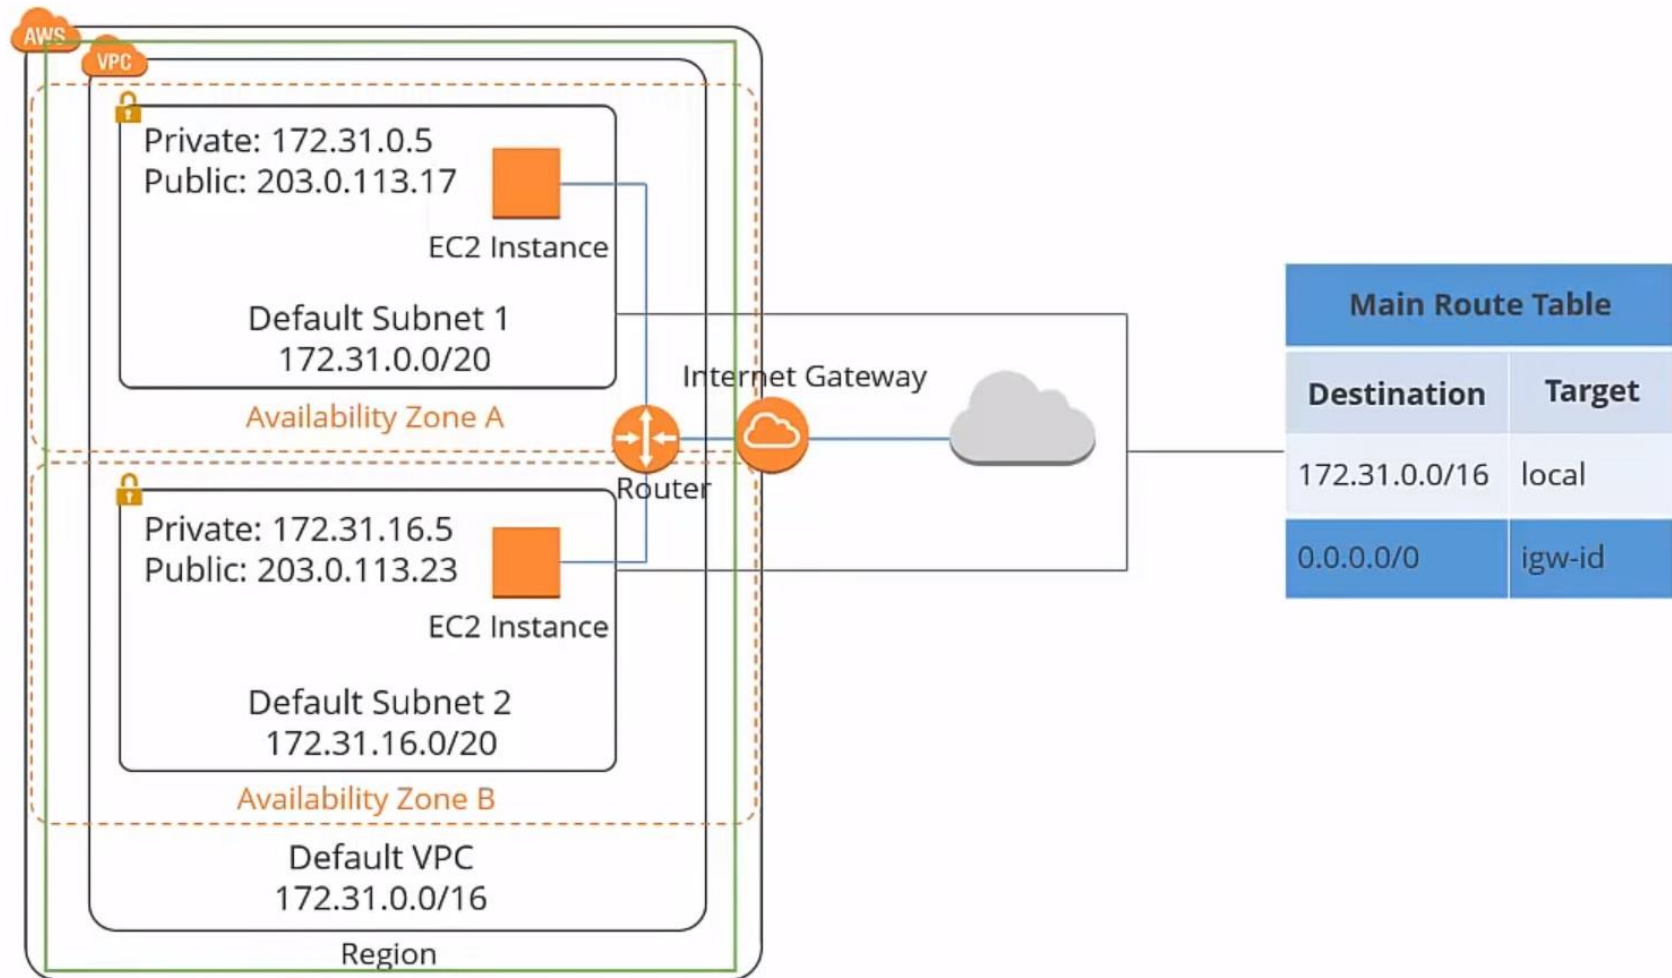 AWS
VPC
Private: 172.31.0.5
Public: 203.0.113.17
EC2 Instance
Default Subnet 1
172.31.0.0/20
Availability Zone A
Internet Gateway
Router
Private: 172.31.16.5
Public: 203.0.113.23
EC2 Instance
Default Subnet 2
172.31.16.0/20
Availability Zone B
Default VPC
172.31.0.0/16
Region
Main Route Table
Destination Target
172.31.0.0/16 local
0.0.0.0/0 igw-id